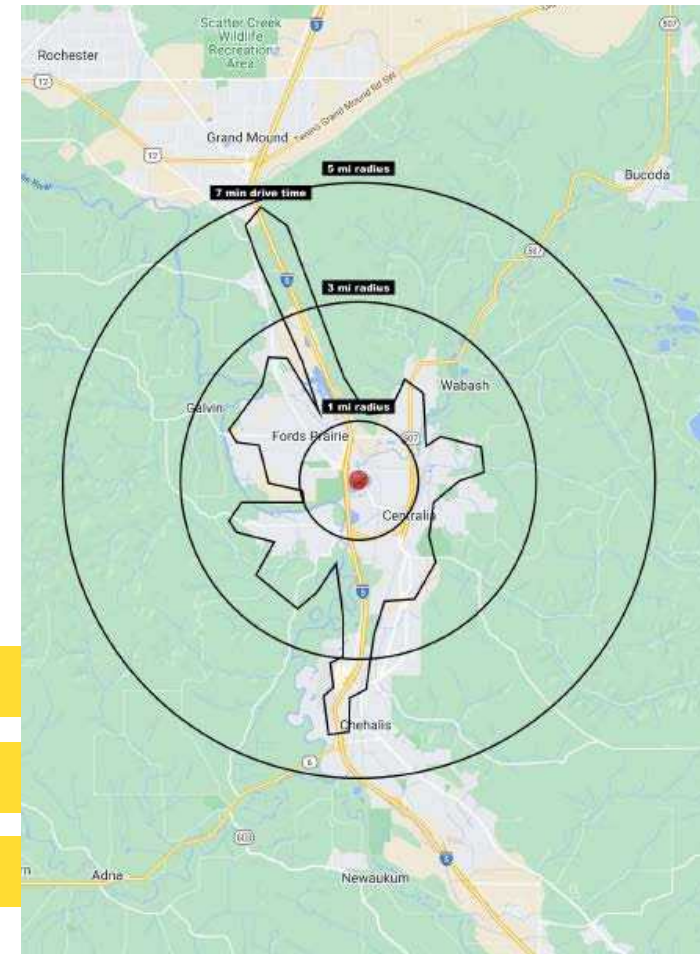 Scatter Creek
Wildlife
Recreation
Area
5
507
Rochester
12
Grand Mound
12
5 mi radius
Bucoda
7 min drive time
507
5
3 mi radius
Wabash
Galvin
1 mi radius
Fords Prairie
507
Centralia
5
Chehalis
6
603
5
Adna
Newaukum